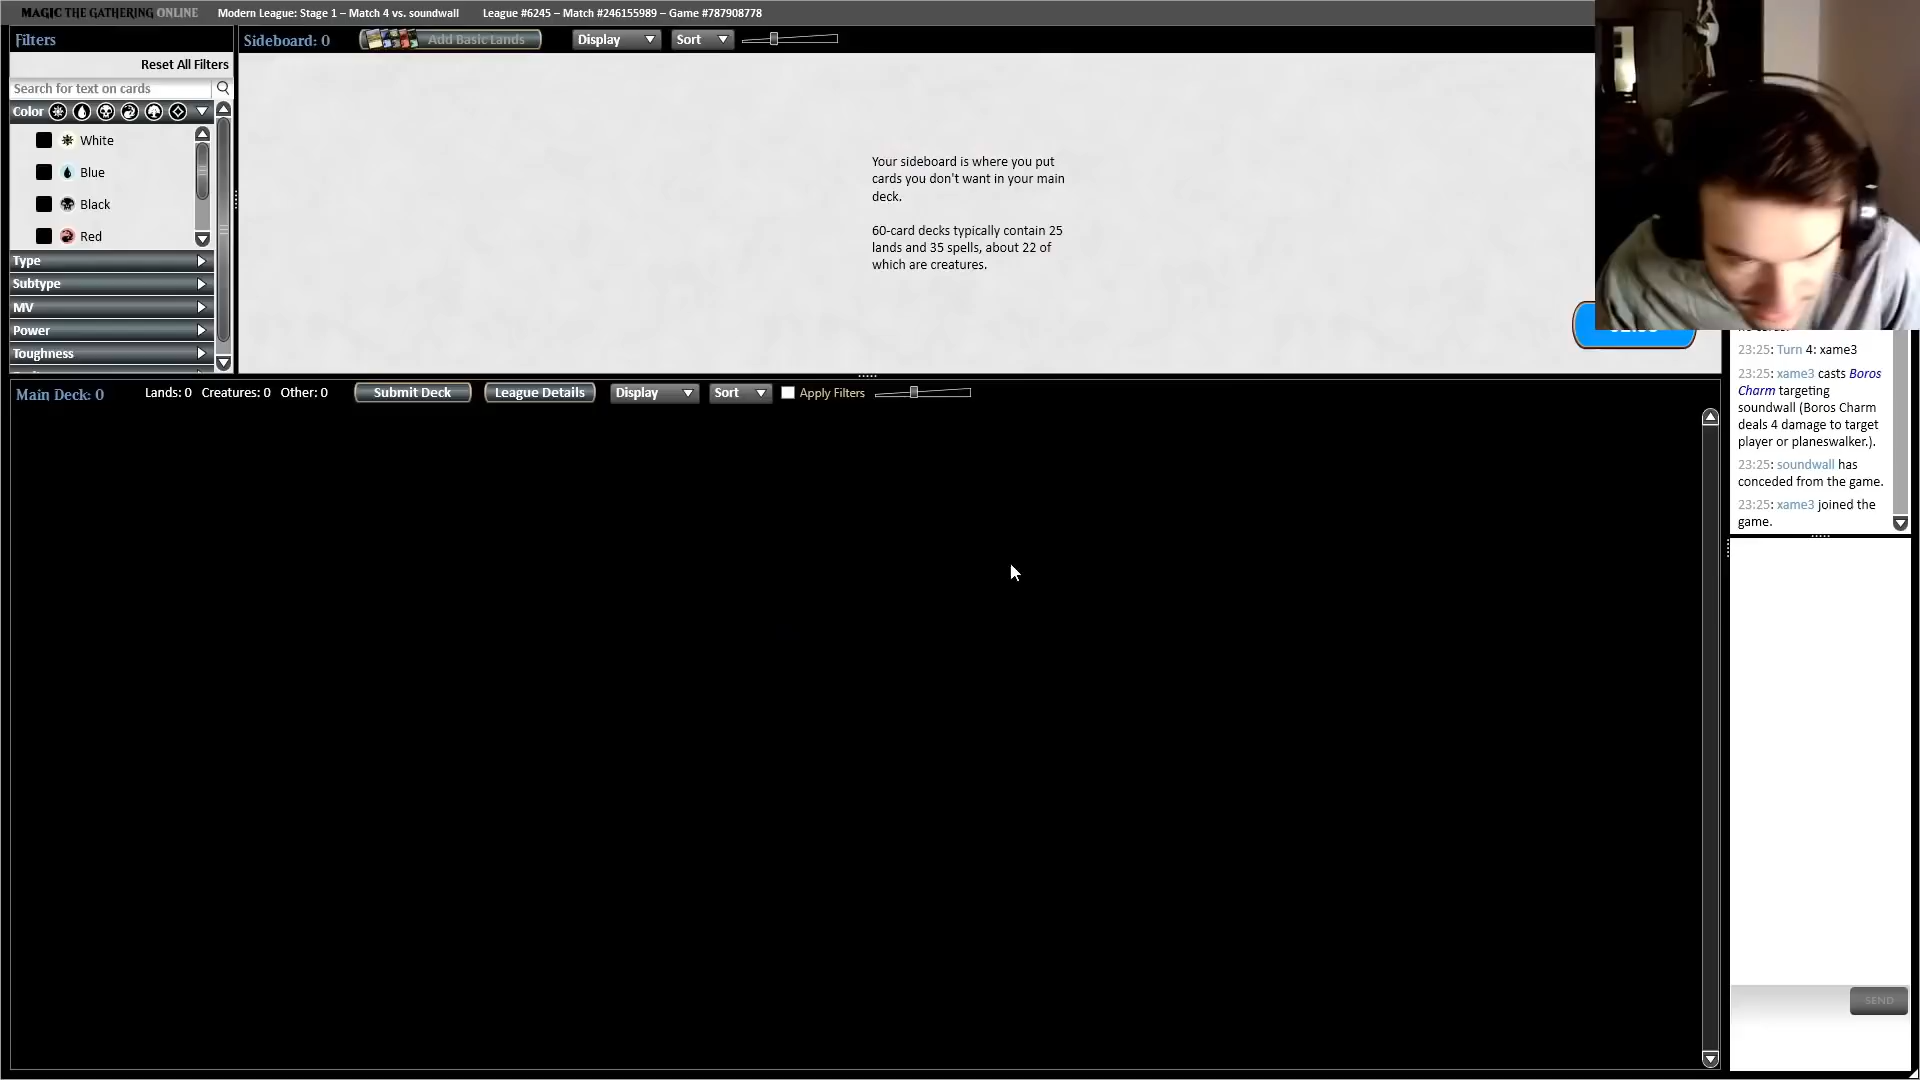 MAGIC THE GATHERING ONLINE Modern League: Stage 1 – Match 4 vs. soundwall League #6245 – Match #246155989 – Game #787908778
Filters
Reset All Filters
Search for text on cards
Color
White
Blue
Black
Red
Type
Subtype
MV
Power
Toughness
Sideboard: 0 Add Basic Lands Display Sort
Your sideboard is where you put
cards you don't want in your main
deck.
60-card decks typically contain 25
lands and 35 spells, about 22 of
which are creatures.
Main Deck: 0 Lands: 0 Creatures: 0 Other: 0 Submit Deck League Details Display Sort Apply Filters
23:25: Turn 4: xame3
23:25: xame3 casts Boros
Charm targeting
soundwall (Boros Charm
deals 4 damage to target
player or planeswalker.).
23:25: soundwall has
conceded from the game.
23:25: xame3 joined the
game.
SEND